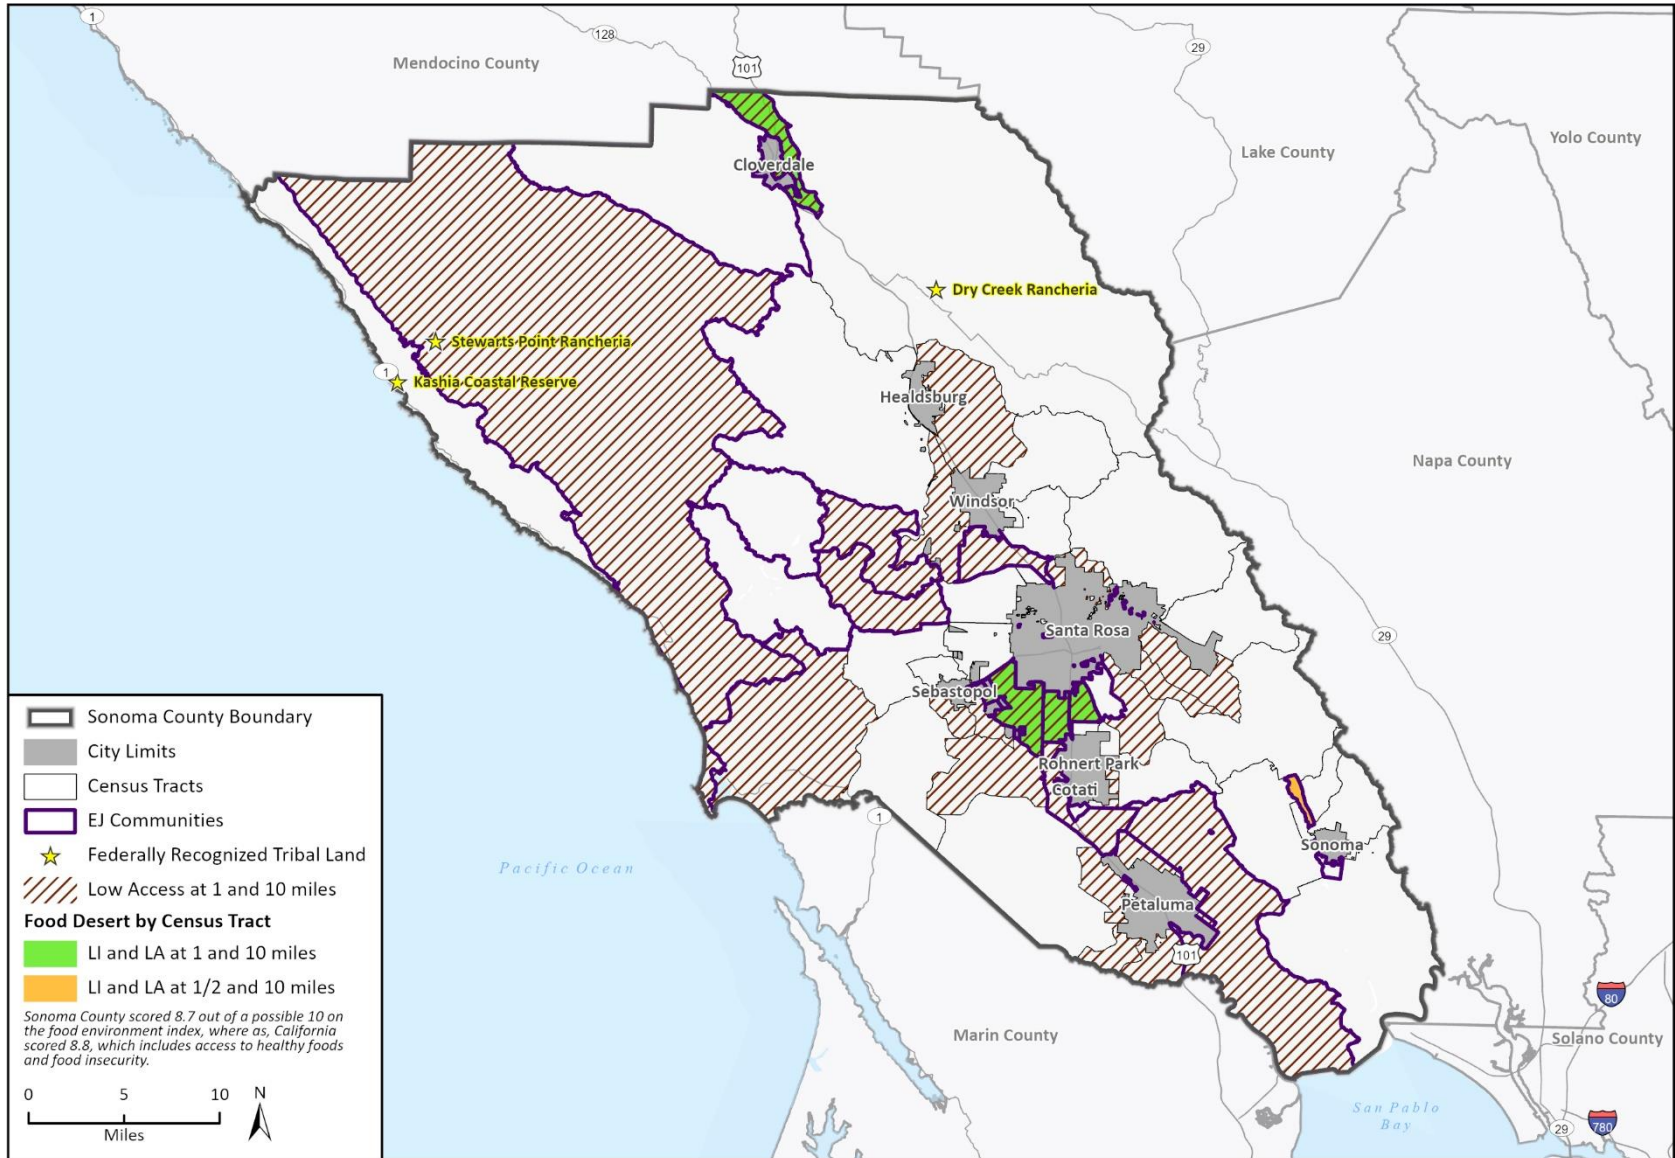 1
128
Mendocino County
101
29
Yolo County
Lake County
Cloverdale
Dry Creek Rancheria
Stewarts Point Rancheria
1
Kashia Coastal Reserve
Healdsburg
Napa County
Windsor
Santa Rosa
29
Sebastopol
Rohnert Park
Cotati
1
Sonoma
Pacific Ocean
Petaluma
101
80
Marin County
Solano County
San Pablo
Bay
29
780
Sonoma County Boundary
City Limits
Census Tracts
EJ Communities
Federally Recognized Tribal Land
Low Access at 1 and 10 miles
Food Desert by Census Tract
LI and LA at 1 and 10 miles
LI and LA at 1/2 and 10 miles
Sonoma County scored 8.7 out of a possible 10 on
the food environment index, where as, California
scored 8.8, which includes access to healthy foods
and food insecurity.
0 5 10
Miles
N